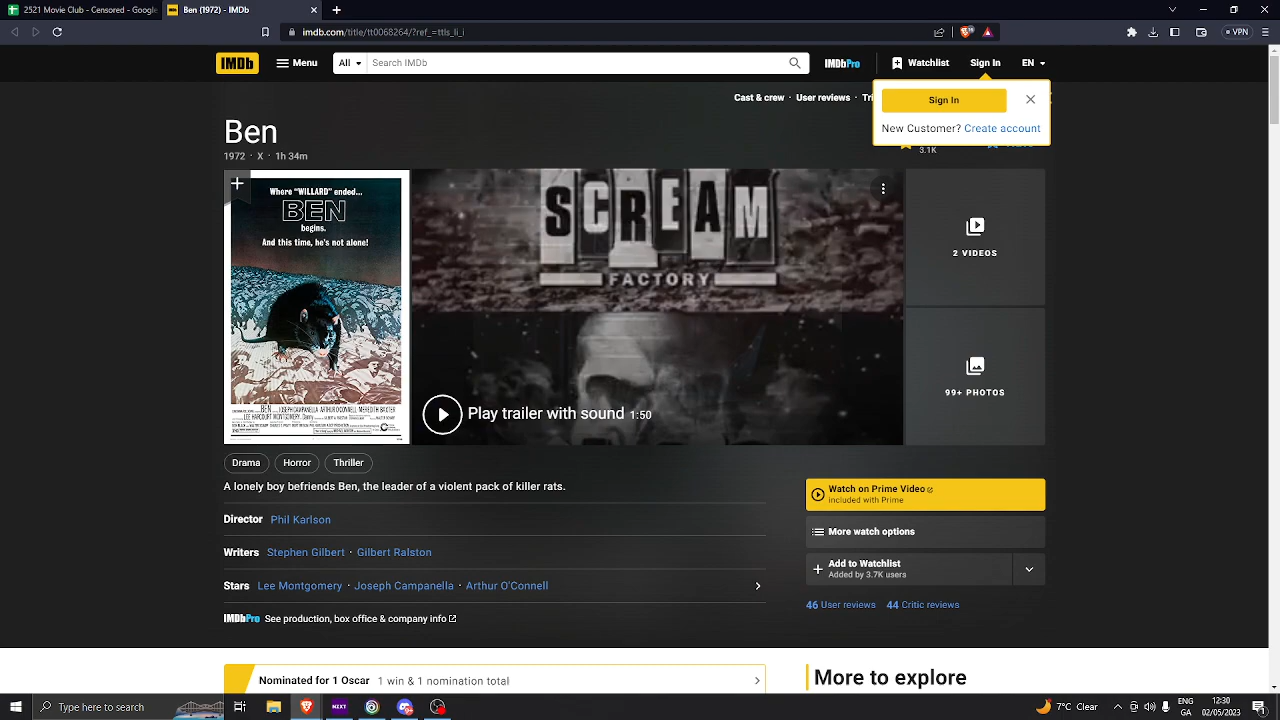 2521 Movie Club - Censored - Google
Ben (1972) - IMDb
imdb.com/title/tt0068264/?ref_=ttls_li_i
VPN
IMDb
Menu
All
Search IMDb
IMDbPro
Watchlist
Sign In
EN
Cast & crew · User reviews ·
Sign In
New Customer? Create account
Ben
1972 · X · 1h 34m
3.1K
Where "WILLARD" ended...
BEN
begins.
And this time, he's not alone!
SCREAM
FACTORY
Play trailer with sound 1:50
2 VIDEOS
99+ PHOTOS
Drama
Horror
Thriller
A lonely boy befriends Ben, the leader of a violent pack of killer rats.
Director Phil Karlson
Writers Stephen Gilbert · Gilbert Ralston
Stars Lee Montgomery · Joseph Campanella · Arthur O'Connell
IMDbPro See production, box office & company info
Watch on Prime Video
included with Prime
More watch options
Add to Watchlist
Added by 3.7K users
46 User reviews 44 Critic reviews
Nominated for 1 Oscar 1 win & 1 nomination total
More to explore
Type here to search
NEXT
7°C Clear
ENG
GA
12:30
02/05/2023